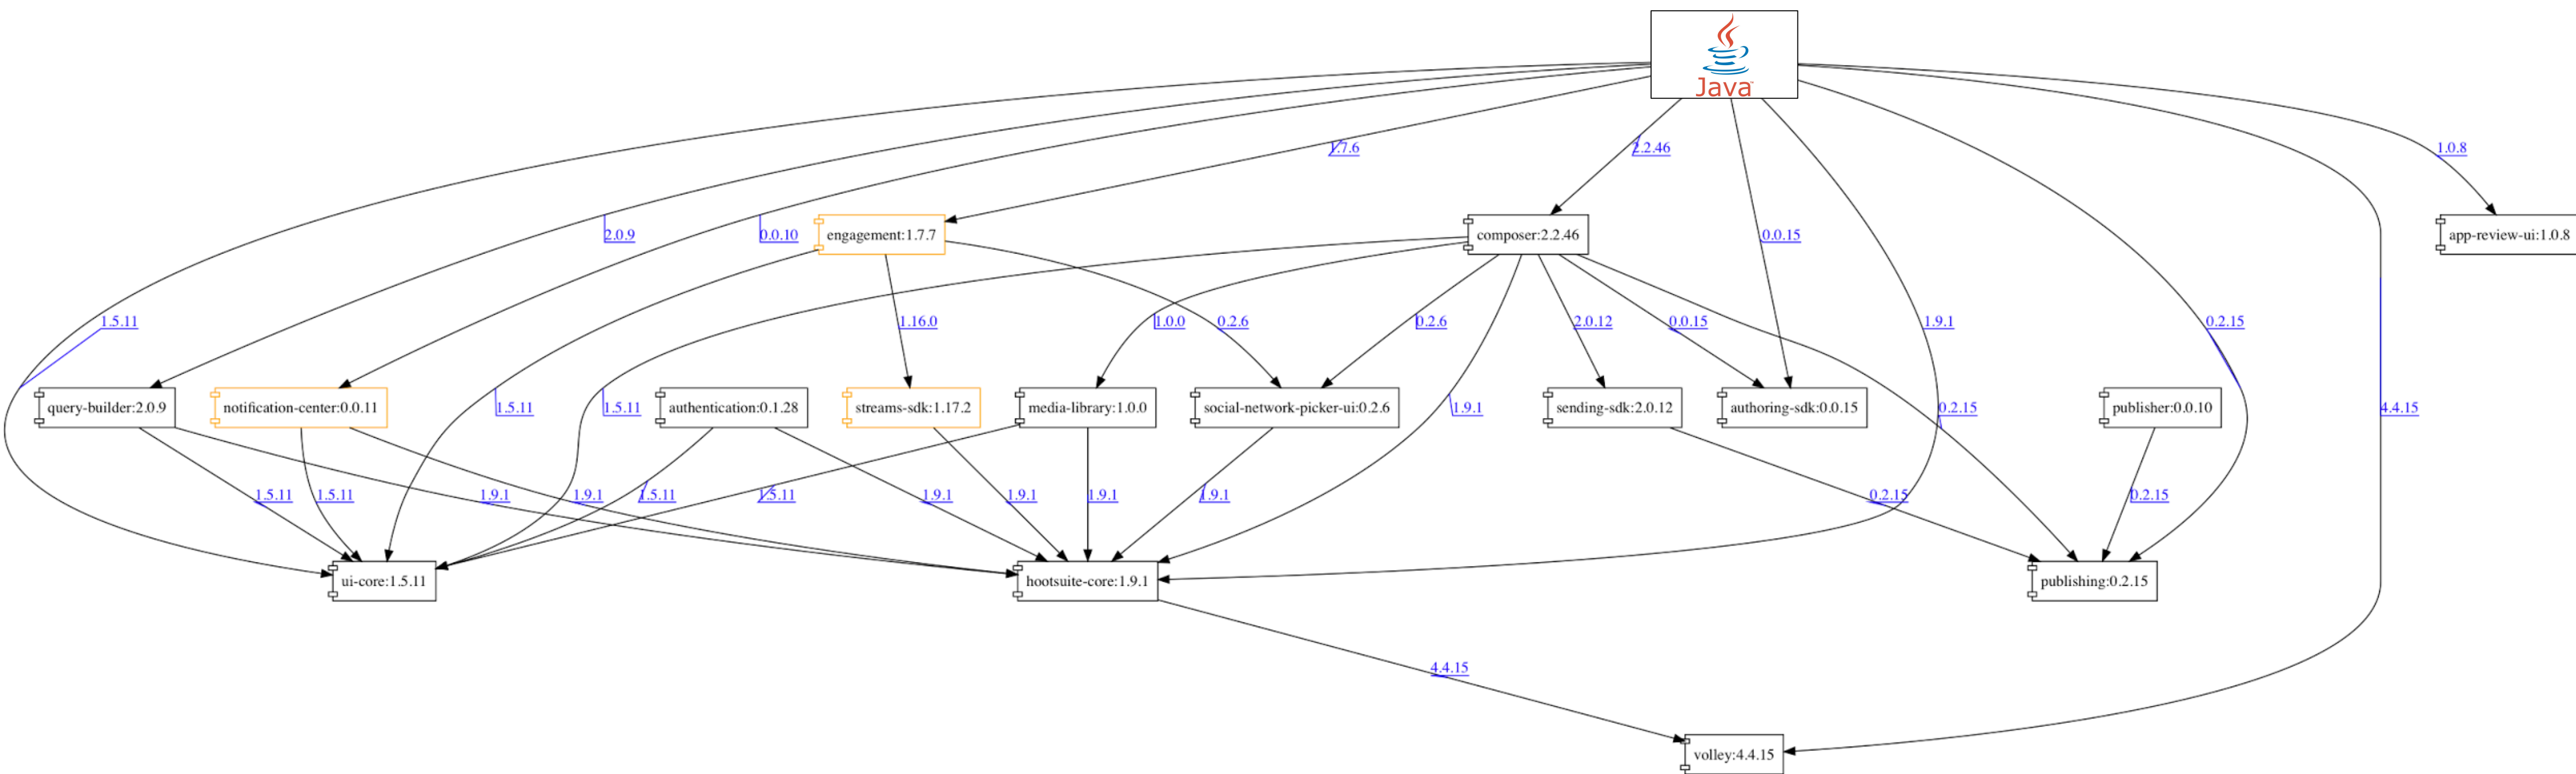 Java
1.7.6
2.2.46
1.0.8
2.0.9
0.0.10
engagement:1.7.7
composer:2.2.46
0.0.15
app-review-ui:1.0.8
1.5.11
1.16.0
0.2.6
1.0.0
0.2.6
2.0.12
0.0.15
1.9.1
0.2.15
query-builder:2.0.9
notification-center:0.0.11
1.5.11
1.5.11
authentication:0.1.28
streams-sdk:1.17.2
media-library:1.0.0
social-network-picker-ui:0.2.6
1.9.1
sending-sdk:2.0.12
authoring-sdk:0.0.15
0.2.15
publisher:0.0.10
4.4.15
1.5.11
1.5.11
1.9.1
1.9.1
1.5.11
1.5.11
1.9.1
1.9.1
1.9.1
1.9.1
0.2.15
0.2.15
ui-core:1.5.11
hootsuite-core:1.9.1
publishing:0.2.15
4.4.15
volley:4.4.15